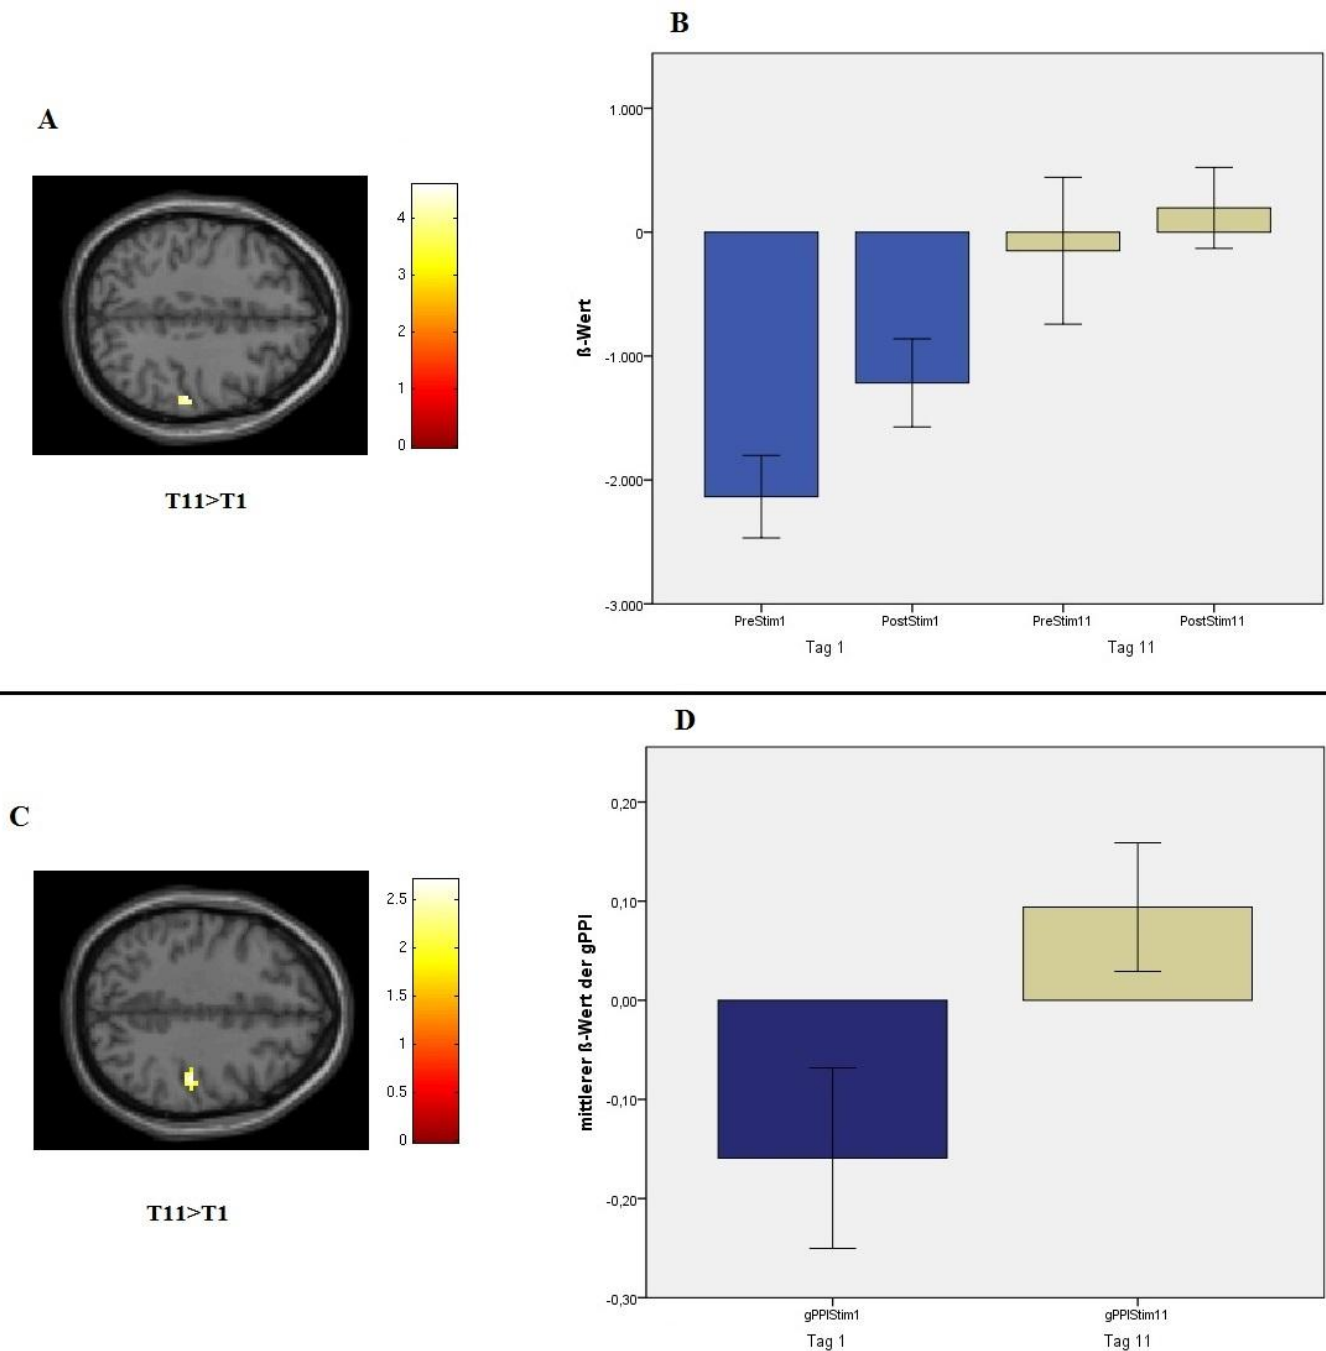 B
A
4
3
2
1
0
T11>T1
1.000
0
-1.000
-2.000
-3.000
ß-Wert
PreStim1 PostStim1 PreStim11 PostStim11
Tag 1 Tag 11
D
C
2.5
2
1.5
1
0.5
0
T11>T1
0,20
0,10
0,00
-0,10
-0,20
-0,30
mittlerer ß-Wert der gPPI
gPPIStim1 gPPIStim11
Tag 1 Tag 11